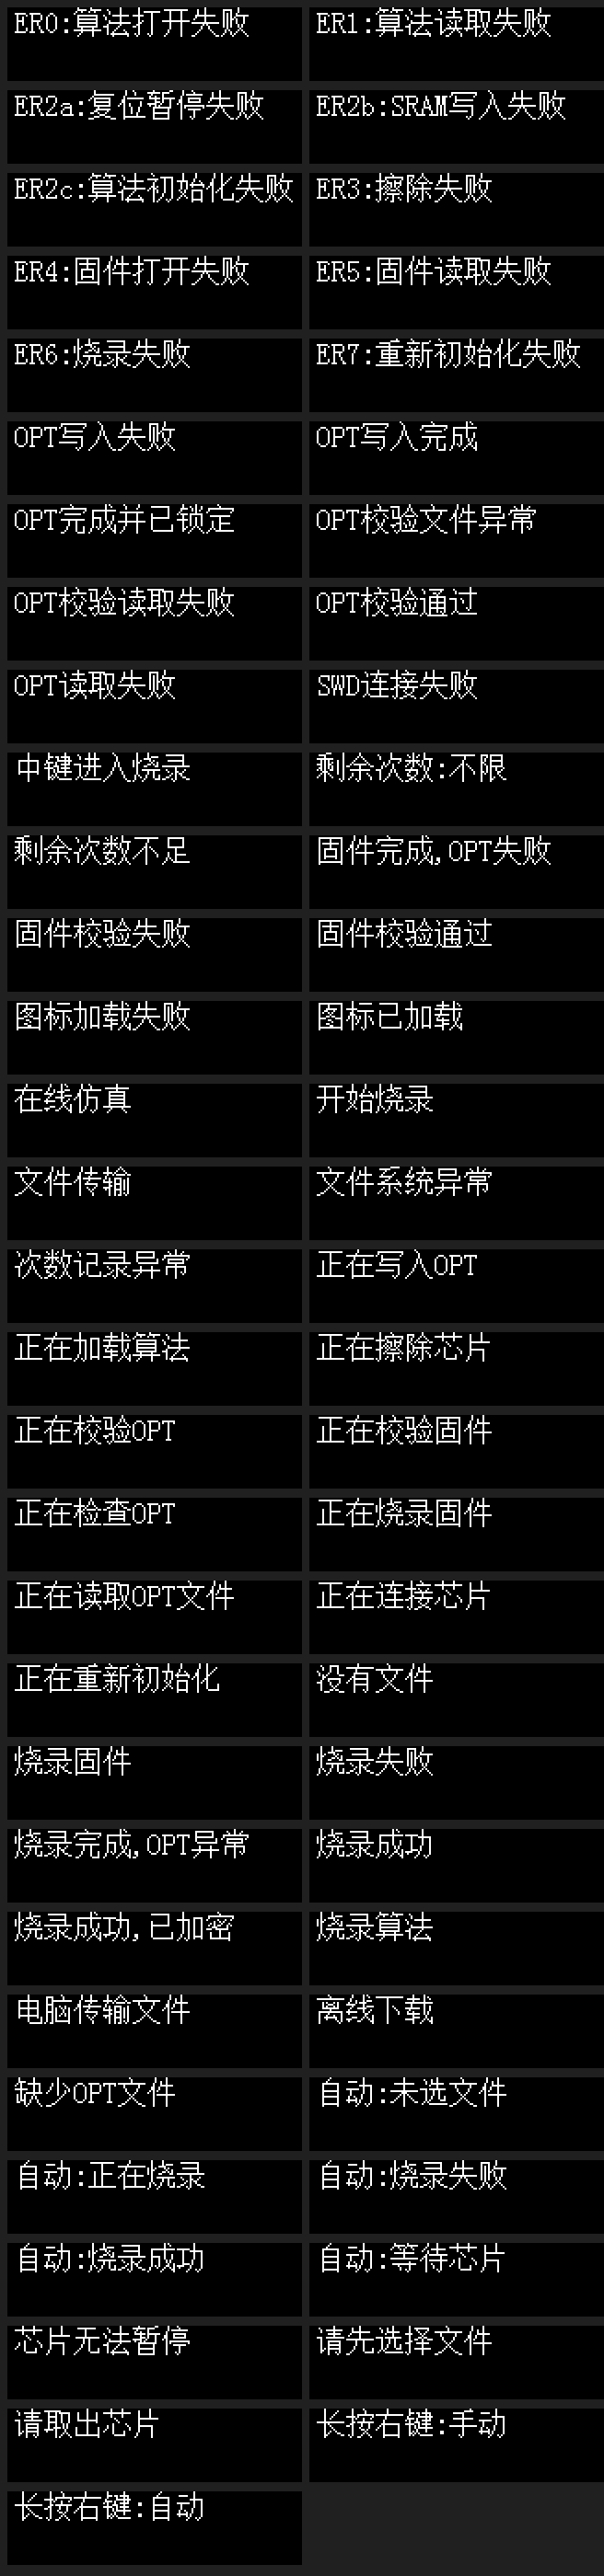 ER0:算法打开失败
ER1:算法读取失败
ER2a:复位暂停失败
ER2b:SRAM写入失败
ER2c:算法初始化失败
ER3:擦除失败
ER4:固件打开失败
ER5:固件读取失败
ER6:烧录失败
ER7:重新初始化失败
OPT写入失败
OPT写入完成
OPT完成并已锁定
OPT校验文件异常
OPT校验读取失败
OPT校验通过
OPT读取失败
SWD连接失败
中键进入烧录
剩余次数:不限
剩余次数不足
固件完成,OPT失败
固件校验失败
固件校验通过
图标加载失败
图标已加载
在线仿真
开始烧录
文件传输
文件系统异常
次数记录异常
正在写入OPT
正在加载算法
正在擦除芯片
正在校验OPT
正在校验固件
正在检查OPT
正在烧录固件
正在读取OPT文件
正在连接芯片
正在重新初始化
没有文件
烧录固件
烧录失败
烧录完成,OPT异常
烧录成功
烧录成功,已加密
烧录算法
电脑传输文件
离线下载
缺少OPT文件
自动:未选文件
自动:正在烧录
自动:烧录失败
自动:烧录成功
自动:等待芯片
芯片无法暂停
请先选择文件
请取出芯片
长按右键:手动
长按右键:自动